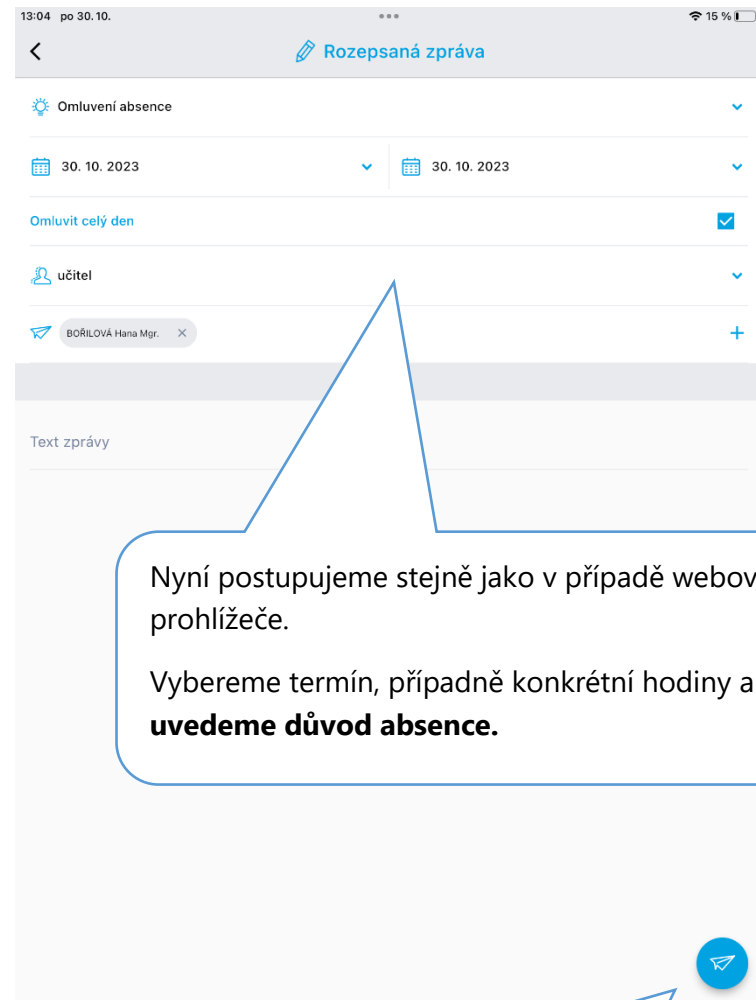 13:04 po 30.10.
15 %
Rozepsaná zpráva
Omluvení absence
30. 10. 2023
30. 10. 2023
Omluvit celý den
učitel
BOŘILOVÁ Hana Mgr.
Text zprávy
Nyní postupujeme stejně jako v případě webov
prohlížeče.
Vybereme termín, případně konkrétní hodiny a
uvedeme důvod absence.